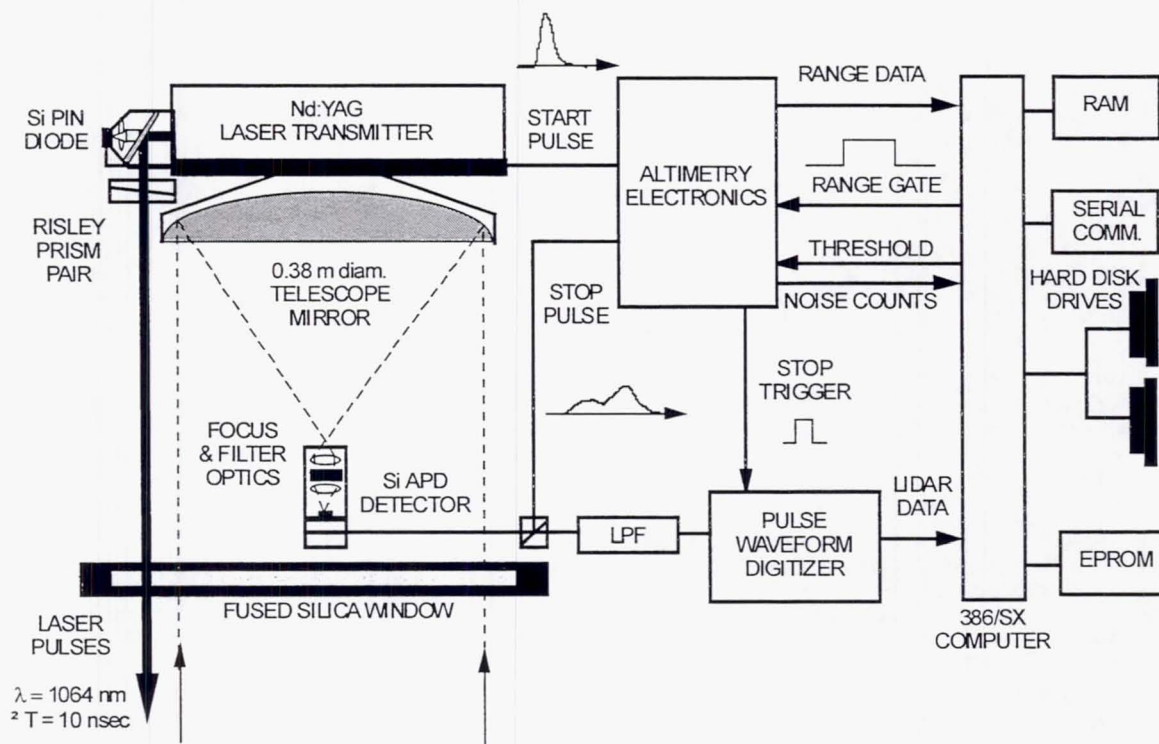 Si PIN
DIODE
Nd:YAG
LASER TRANSMITTER
START
PULSE
RISLEY
PRISM
PAIR
0.38 m diam.
TELESCOPE
MIRROR
STOP
PULSE
ALTIMETRY
ELECTRONICS
RANGE DATA
RANGE GATE
THRESHOLD
NOISE COUNTS
RAM
SERIAL
COMM.
HARD DISK
DRIVES
STOP
TRIGGER
FOCUS
& FILTER
OPTICS
Si APD
DETECTOR
LPF
PULSE
WAVEFORM
DIGITIZER
LIDAR
DATA
EPROM
386/SX
COMPUTER
FUSED SILICA WINDOW
LASER
PULSES
λ = 1064 nm
² T = 10 nsec